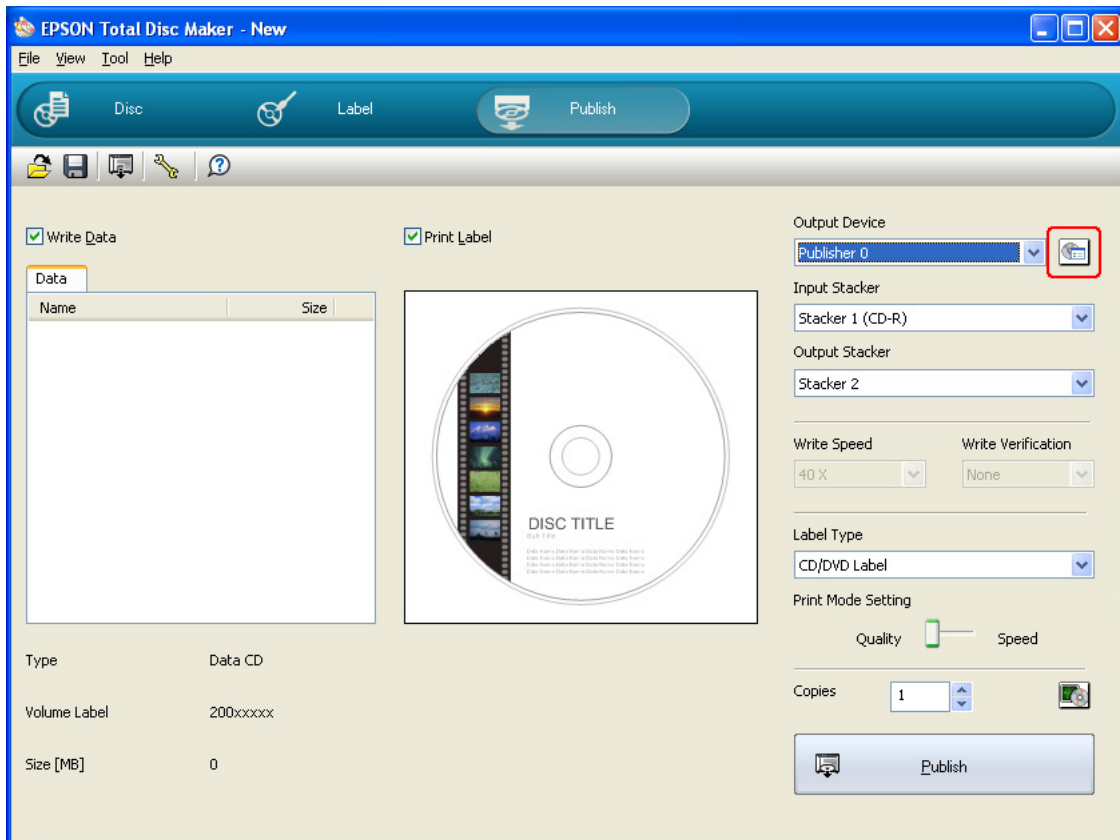 EPSON Total Disc Maker - New
File View Tool Help
Disc Label Publish
Write Data
Print Label
Output Device
Publisher 0
Data
Name Size
Input Stacker
Stacker 1 (CD-R)
Output Stacker
Stacker 2
Write Speed Write Verification
40 X None
DISC TITLE
Sub Title
Label Type
CD/DVD Label
Print Mode Setting
Quality Speed
Type Data CD
Copies 1
Volume Label 200xxxxx
Size [MB] 0
Publish